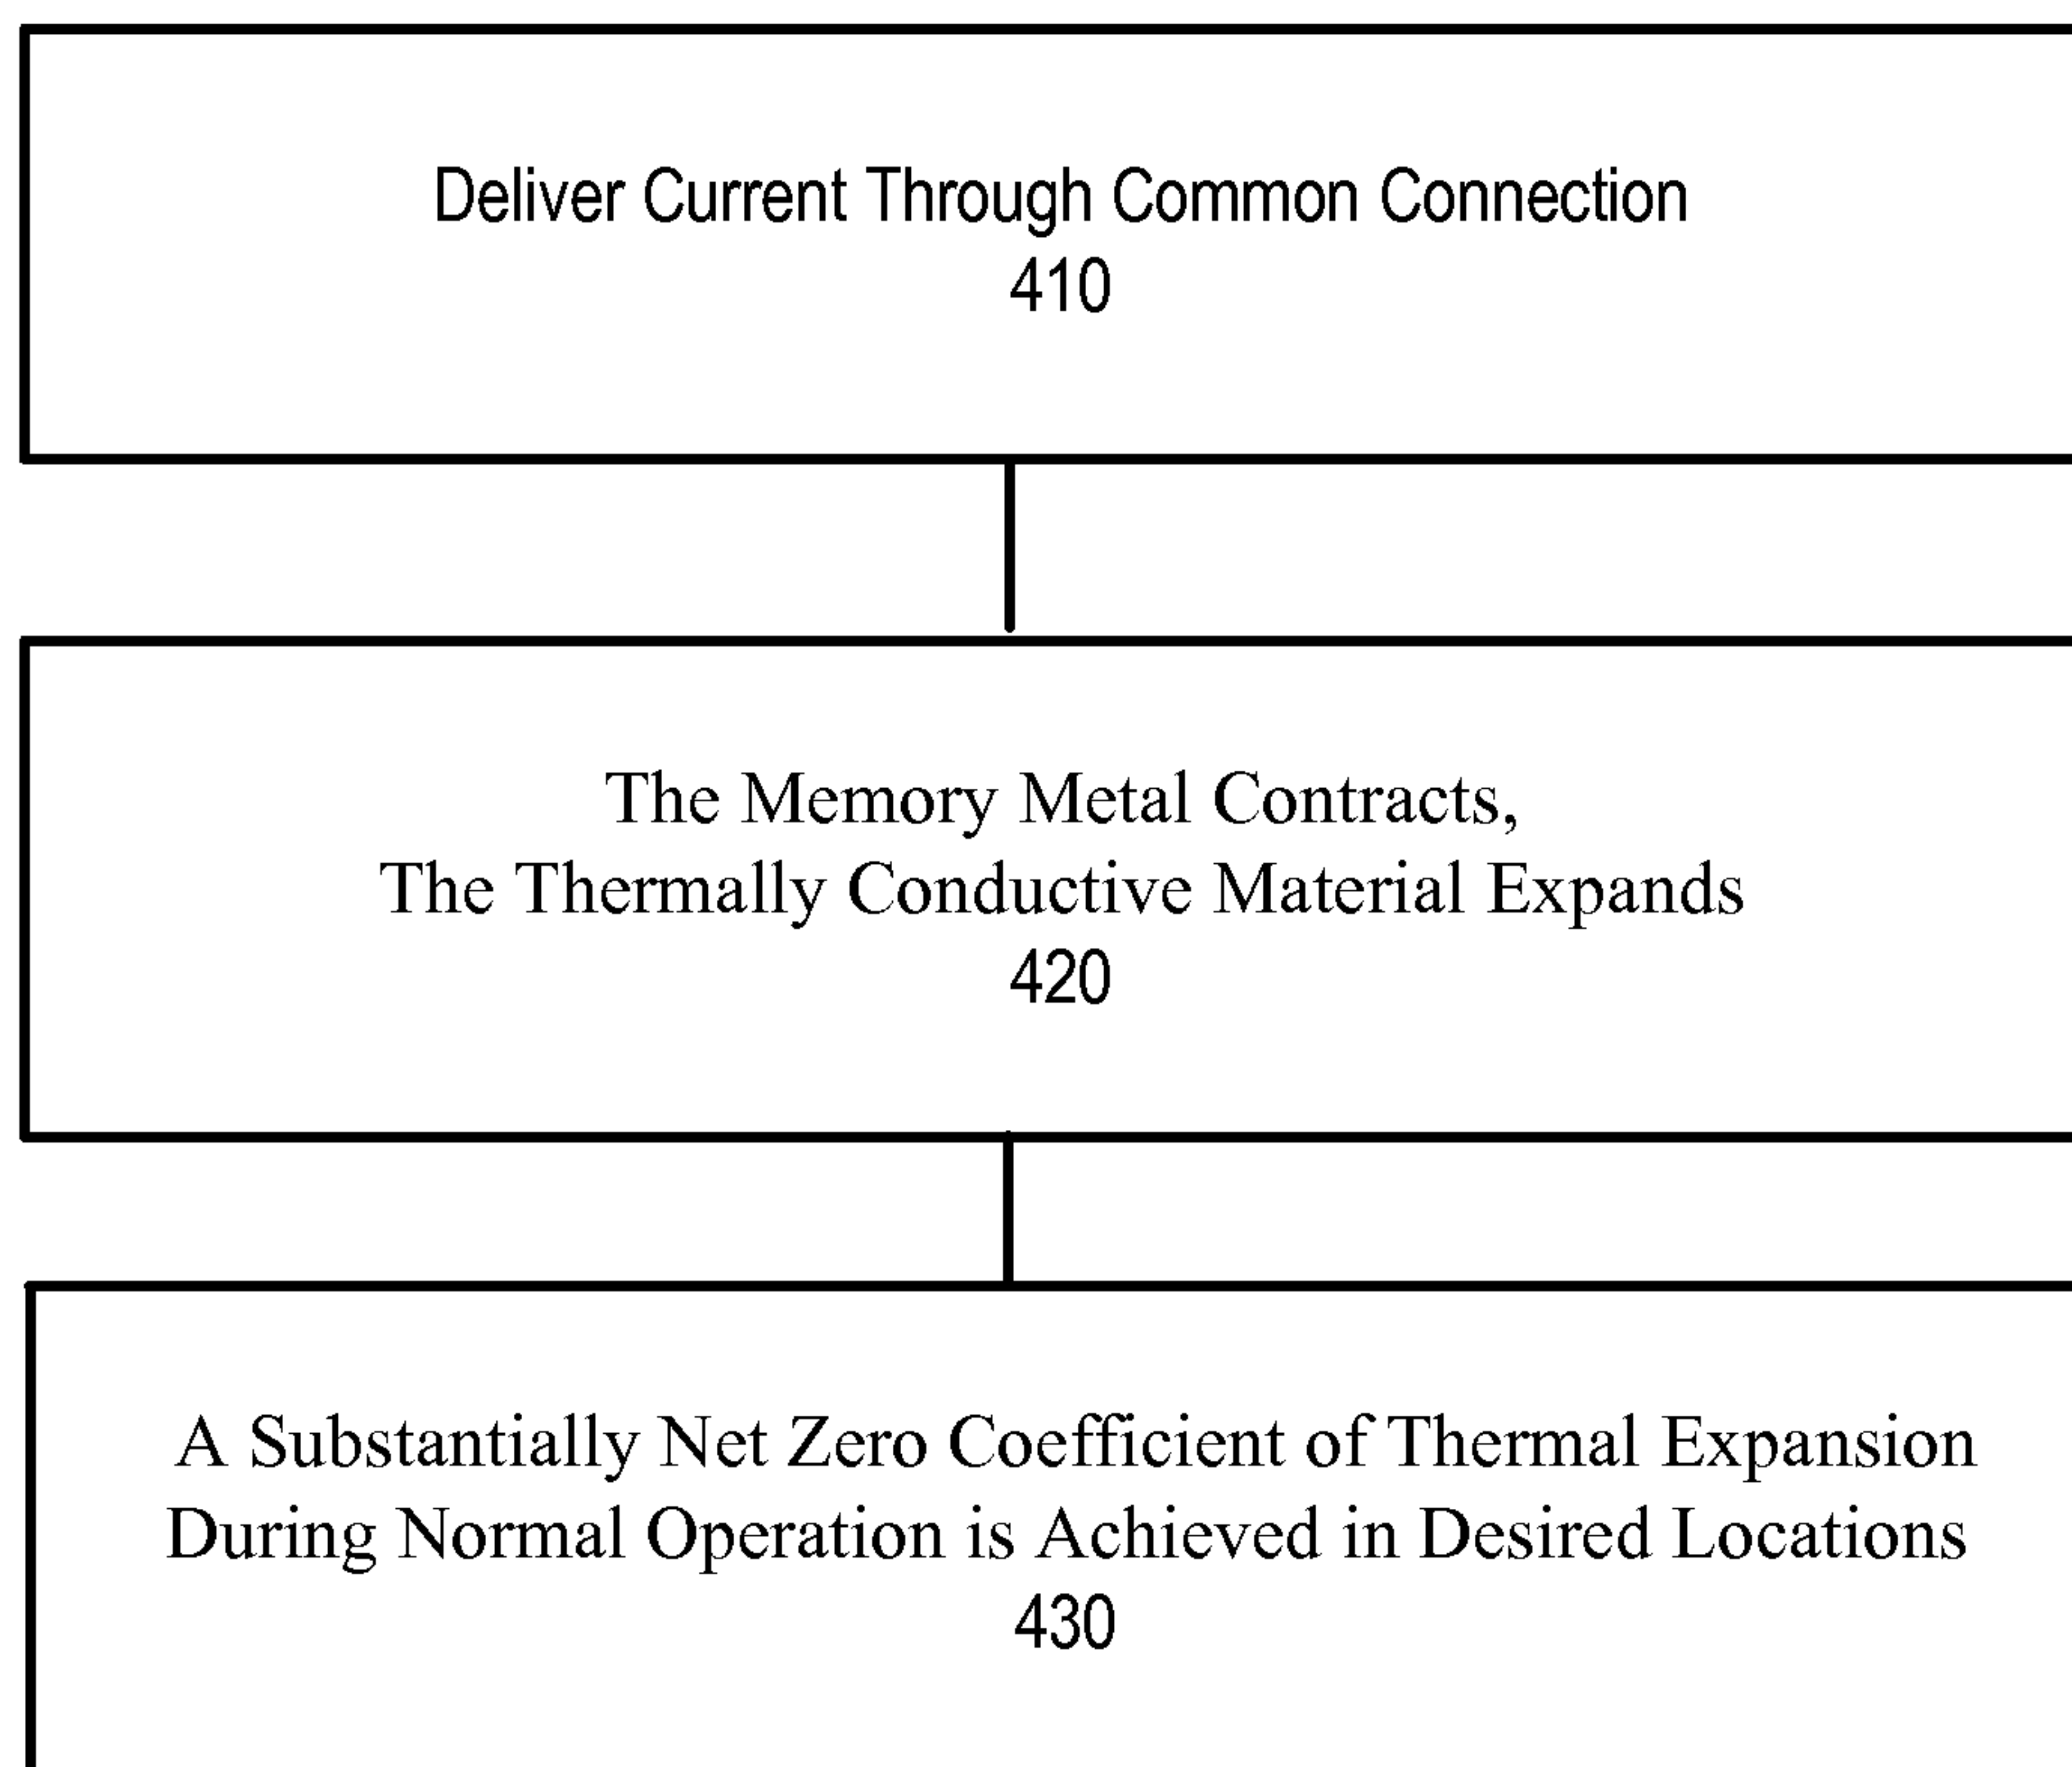 Deliver Current Through Common Connection
410
The Memory Metal Contracts,
The Thermally Conductive Material Expands
420
A Substantially Net Zero Coefficient of Thermal Expansion
During Normal Operation is Achieved in Desired Locations
430